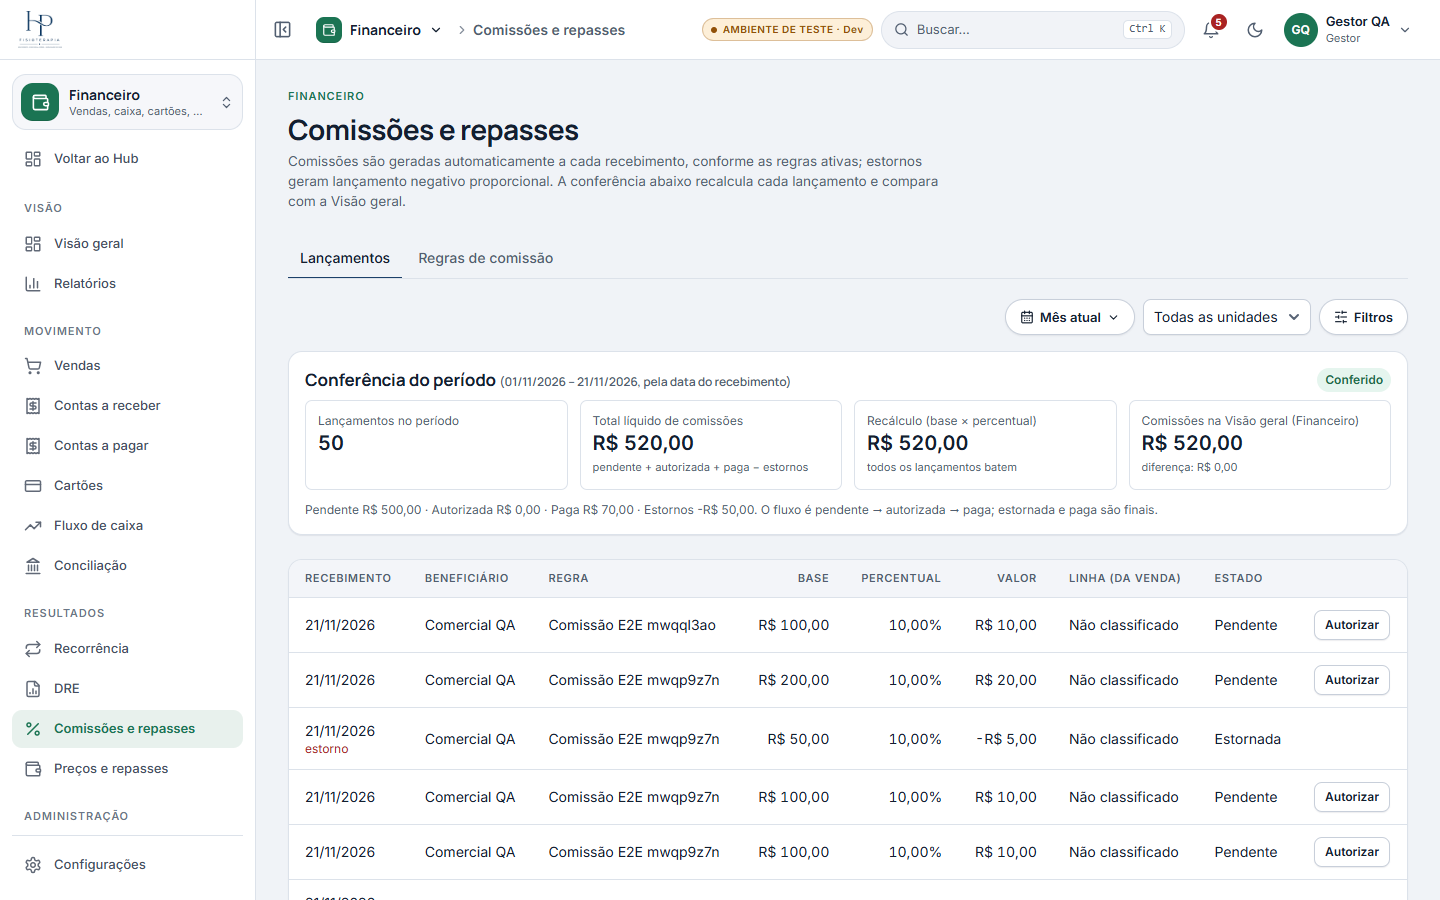 hp
FISIOTERAPIA
Financeiro
Comissões e repasses
AMBIENTE DE TESTE · Dev
Buscar...
Ctrl K
5
GQ
Gestor QA
Gestor
Financeiro
Vendas, caixa, cartões, ...
Voltar ao Hub
VISÃO
Visão geral
Relatórios
MOVIMENTO
Vendas
Contas a receber
Contas a pagar
Cartões
Fluxo de caixa
Conciliação
RESULTADOS
Recorrência
DRE
Comissões e repasses
Preços e repasses
ADMINISTRAÇÃO
Configurações
FINANCEIRO
Comissões e repasses
Comissões são geradas automaticamente a cada recebimento, conforme as regras ativas; estornos
geram lançamento negativo proporcional. A conferência abaixo recalcula cada lançamento e compara
com a Visão geral.
Lançamentos
Regras de comissão
Mês atual
Todas as unidades
Filtros
Conferência do período (01/11/2026 – 21/11/2026, pela data do recebimento)
Conferido
Lançamentos no período
50
Total líquido de comissões
R$ 520,00
pendente + autorizada + paga − estornos
Recálculo (base × percentual)
R$ 520,00
todos os lançamentos batem
Comissões na Visão geral (Financeiro)
R$ 520,00
diferença: R$ 0,00
Pendente R$ 500,00 · Autorizada R$ 0,00 · Paga R$ 70,00 · Estornos -R$ 50,00. O fluxo é pendente → autorizada → paga; estornada e paga são finais.
RECEBIMENTO BENEFICIÁRIO REGRA BASE PERCENTUAL VALOR LINHA (DA VENDA) ESTADO
21/11/2026 Comercial QA Comissão E2E mwqql3ao R$ 100,00 10,00% R$ 10,00 Não classificado Pendente Autorizar
21/11/2026 Comercial QA Comissão E2E mwqp9z7n R$ 200,00 10,00% R$ 20,00 Não classificado Pendente Autorizar
21/11/2026
estorno
Comercial QA Comissão E2E mwqp9z7n R$ 50,00 10,00% -R$ 5,00 Não classificado Estornada
21/11/2026 Comercial QA Comissão E2E mwqp9z7n R$ 100,00 10,00% R$ 10,00 Não classificado Pendente Autorizar
21/11/2026 Comercial QA Comissão E2E mwqp9z7n R$ 100,00 10,00% R$ 10,00 Não classificado Pendente Autorizar